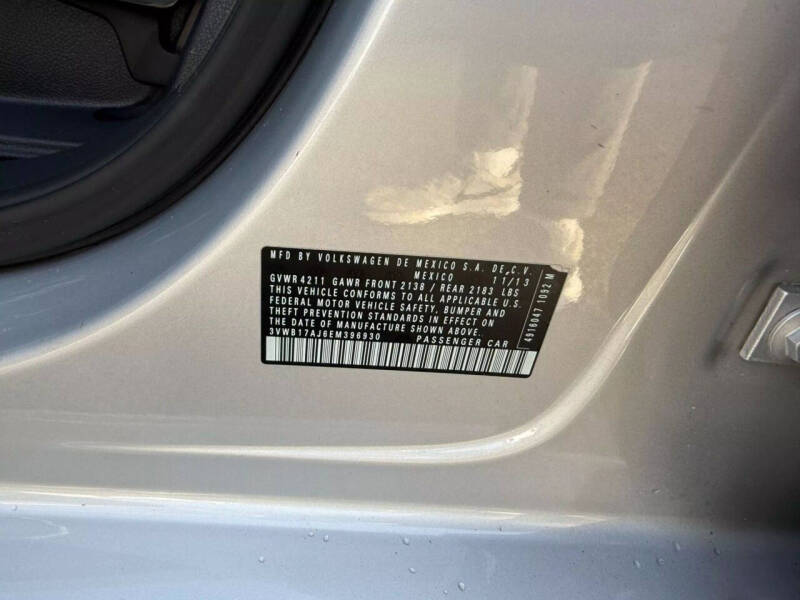 MFD BY VOLKSWAGEN DE MEXICO S.A. DE C.V.
MEXICO 11/13
GVWR 4211 GAWR FRONT 2138 / REAR 2183 LBS
THIS VEHICLE CONFORMS TO ALL APPLICABLE U.S.
FEDERAL MOTOR VEHICLE SAFETY, BUMPER AND
THEFT PREVENTION STANDARDS IN EFFECT ON
THE DATE OF MANUFACTURE SHOWN ABOVE
3VWB17AJ6EM396930 PASSENGER CAR
4916047 1052 M